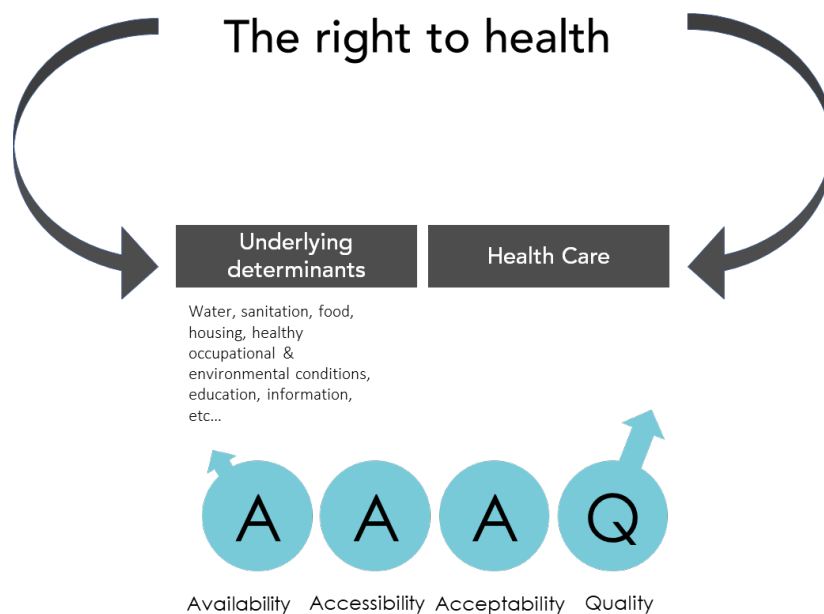 The right to health
Underlying
determinants
Health Care
Water, sanitation, food,
housing, healthy
occupational &
environmental conditions,
education, information,
etc…
A A A Q
Availability Accessibility Acceptability Quality